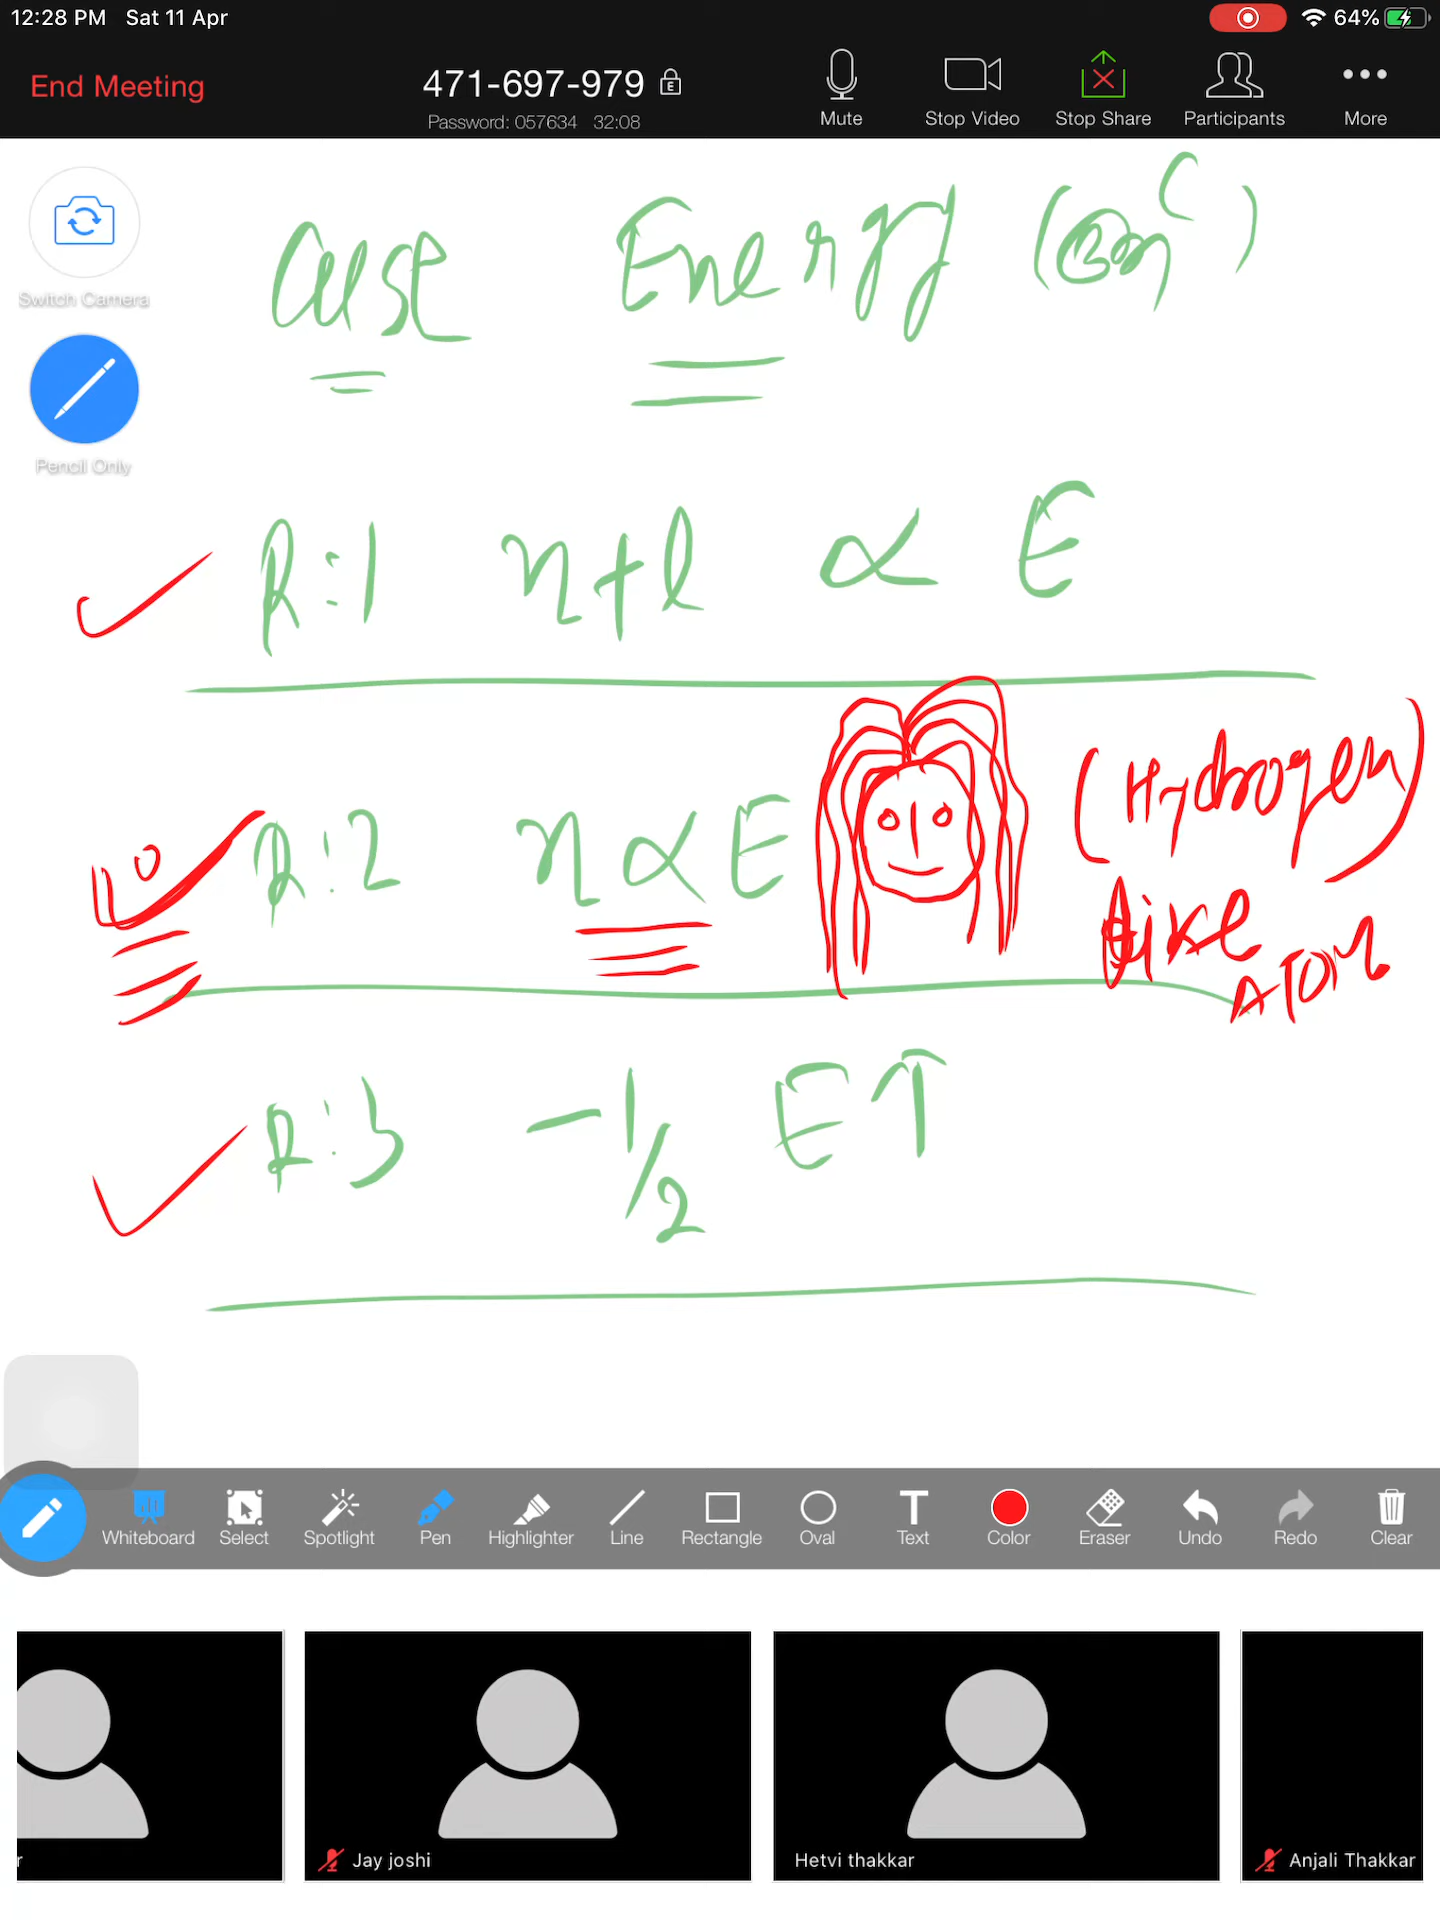 12:28 PM Sat 11 Apr 64%
End Meeting
471-697-979
Password: 057634 32:08
Mute
Stop Video
Stop Share
Participants
More
Switch Camera
Pencil Only
Energy
R:1 n+l ∝ E
R:2 n ∝ E (Hydrogen)
like
ATOM
R:3 -1/2 E↑
Whiteboard
Select
Spotlight
Pen
Highlighter
Line
Rectangle
Oval
Text
Color
Eraser
Undo
Redo
Clear
r
Jay joshi
Hetvi thakkar
Anjali Thakkar